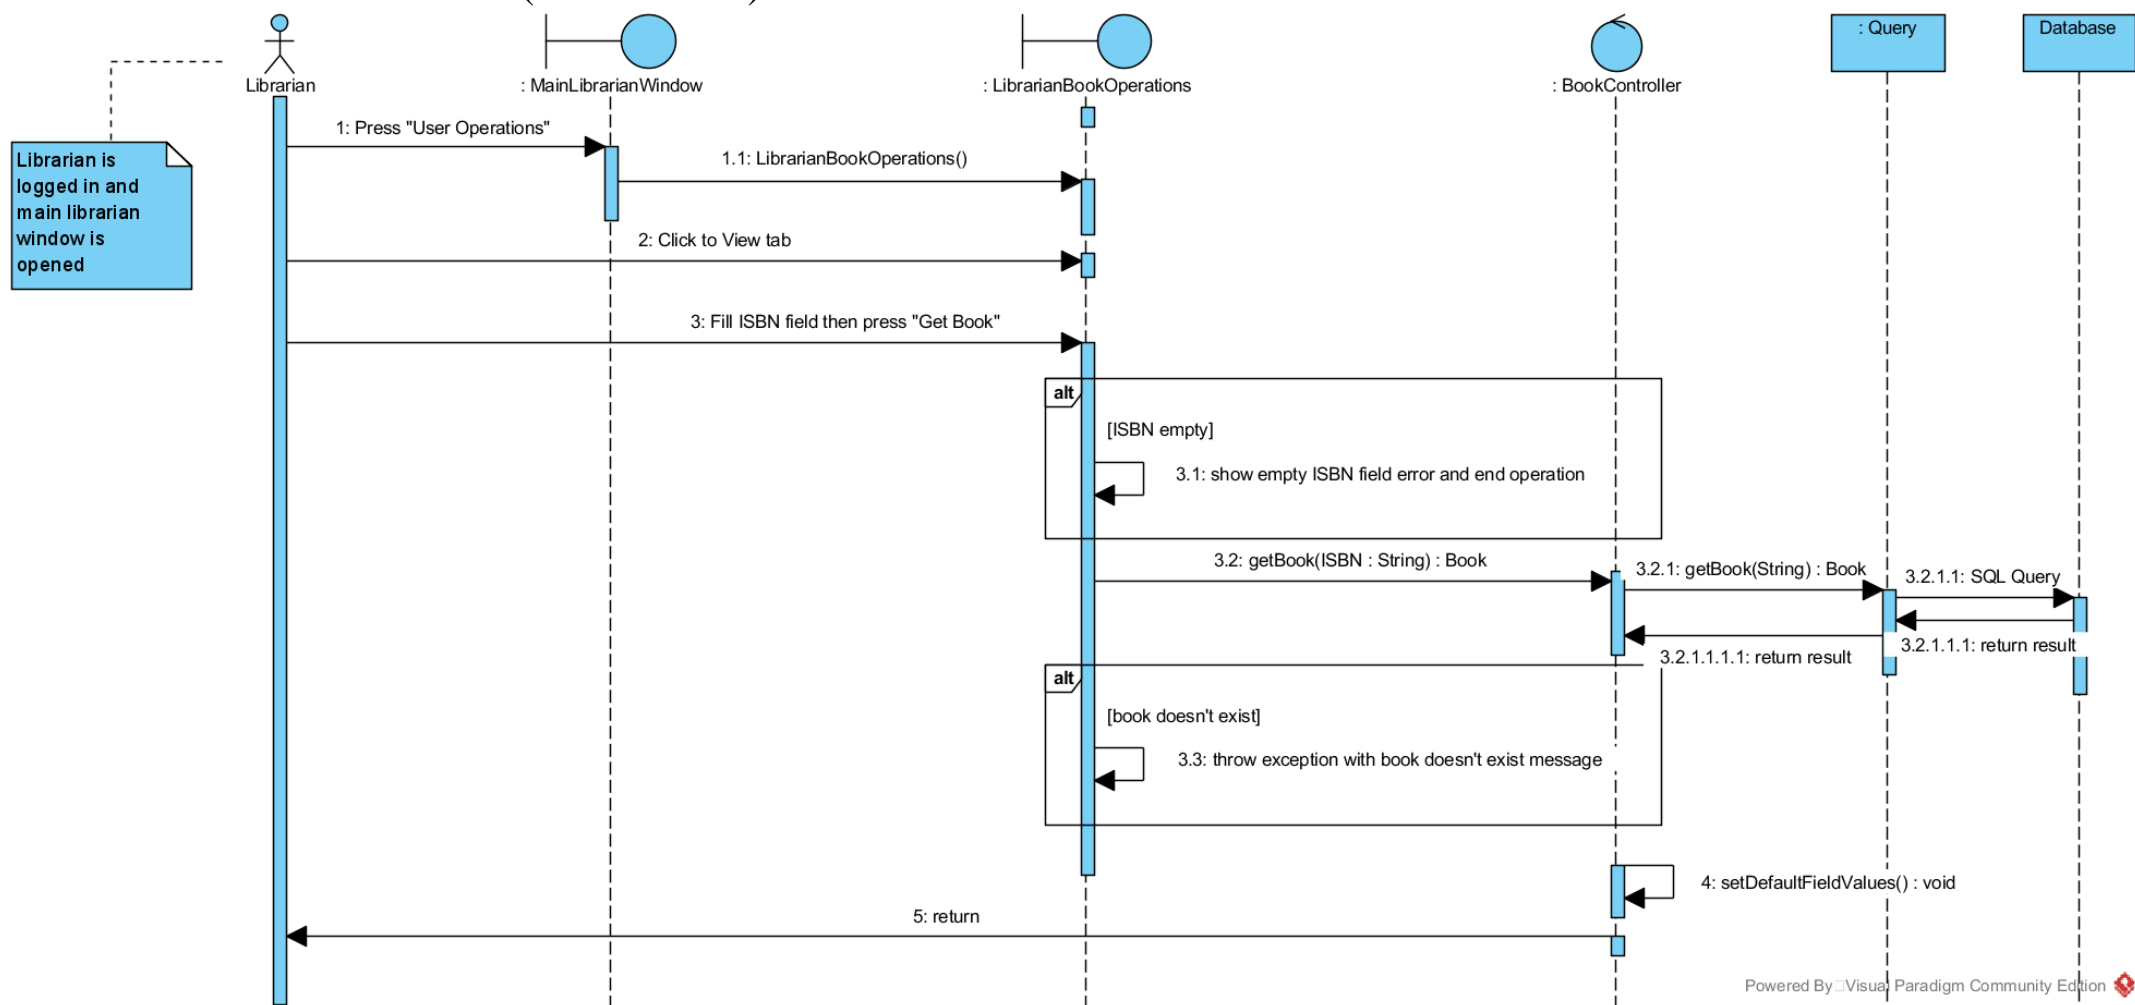 : Query
Database
Librarian
: MainLibrarianWindow
: LibrarianBookOperations
: BookController
1: Press "User Operations"
1.1: LibrarianBookOperations()
Librarian is
logged in and
main librarian
window is
opened
2: Click to View tab
3: Fill ISBN field then press "Get Book"
alt
[ISBN empty]
3.1: show empty ISBN field error and end operation
3.2: getBook(ISBN : String) : Book
3.2.1: getBook(String) : Book
3.2.1.1: SQL Query
3.2.1.1.1: return result
3.2.1.1.1.1: return result
alt
[book doesn't exist]
3.3: throw exception with book doesn't exist message
4: setDefaultFieldValues() : void
5: return
Powered By Visual Paradigm Community Edition